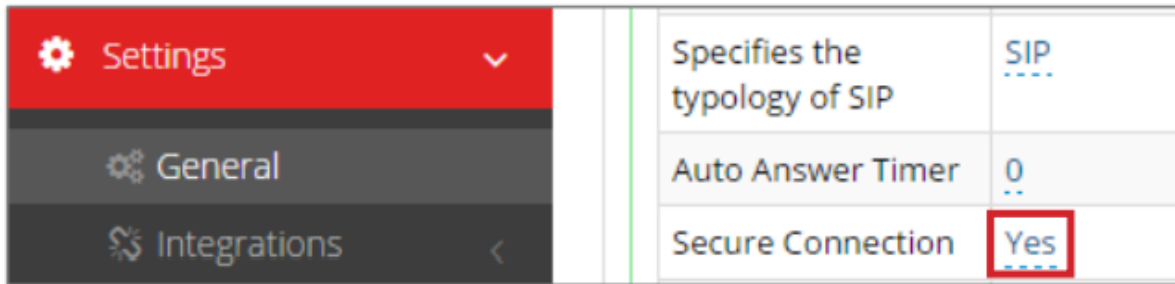 Settings
General
Integrations
Specifies the SIP
typology of SIP
Auto Answer Timer 0
Secure Connection Yes